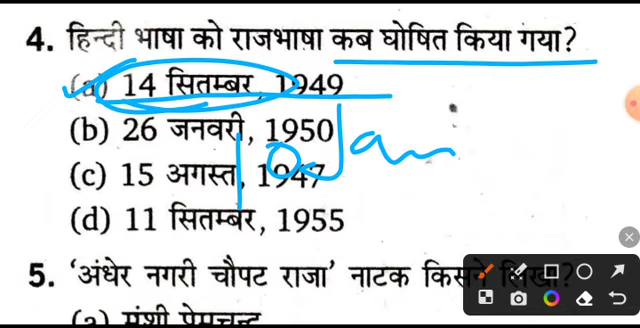 4. हिन्दी भाषा को राजभाषा कब घोषित किया गया?
(a) 14 सितम्बर, 1949
(b) 26 जनवरी, 1950
10 Jan
(c) 15 अगस्त, 1947
(d) 11 सितम्बर, 1955
5. 'अंधेर नगरी चौपट राजा' नाटक किसने लिखा?
(a) मुंशी प्रेमचन्द